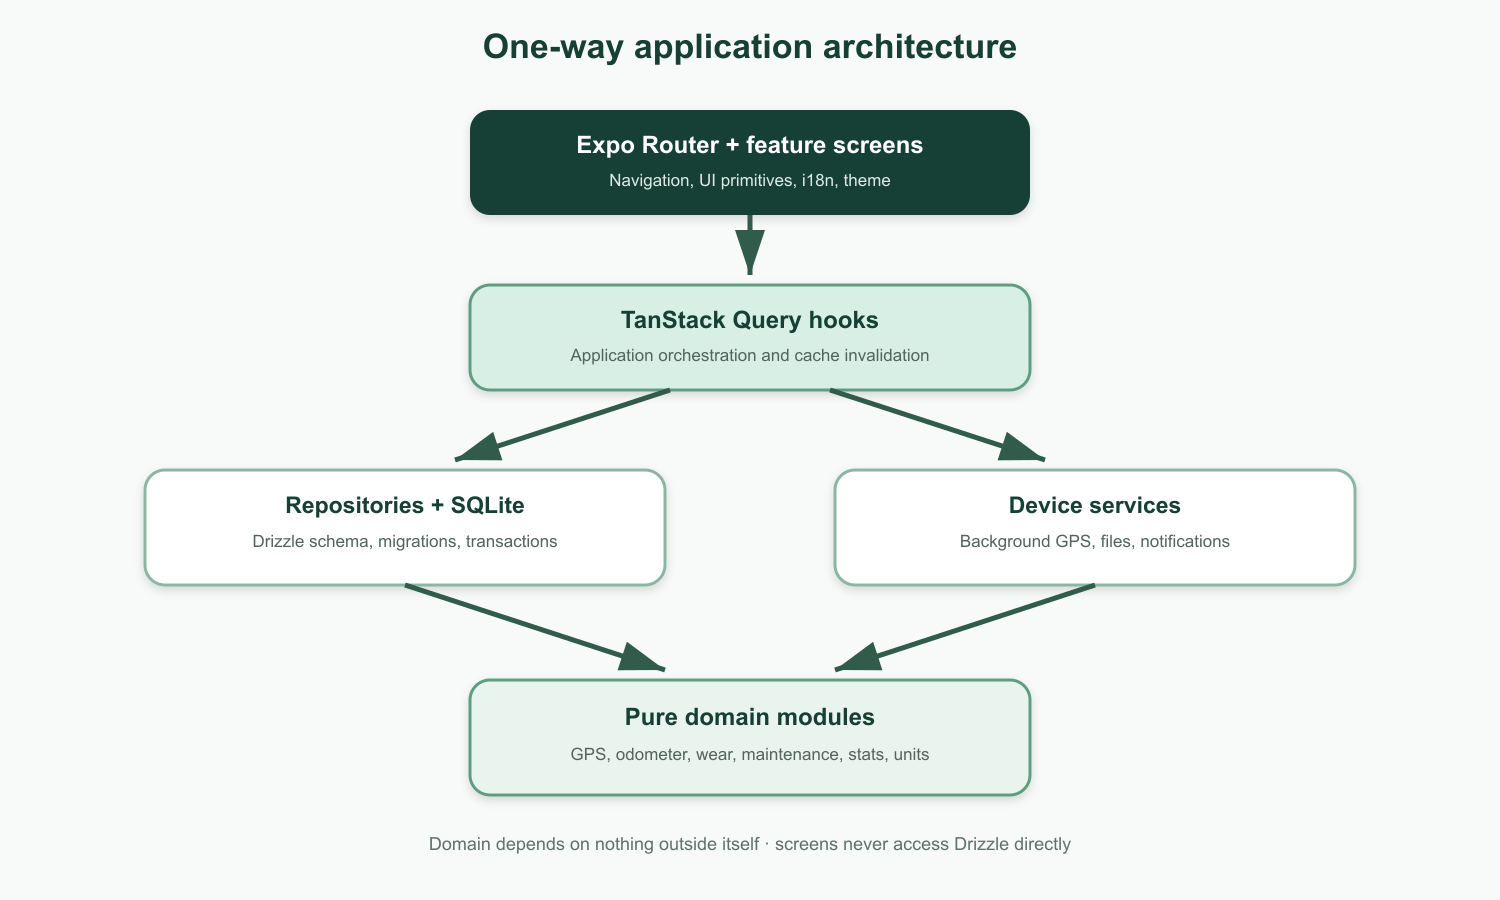 One-way application architecture
Expo Router + feature screens
Navigation, UI primitives, i18n, theme
TanStack Query hooks
Application orchestration and cache invalidation
Repositories + SQLite
Drizzle schema, migrations, transactions
Device services
Background GPS, files, notifications
Pure domain modules
GPS, odometer, wear, maintenance, stats, units
Domain depends on nothing outside itself · screens never access Drizzle directly